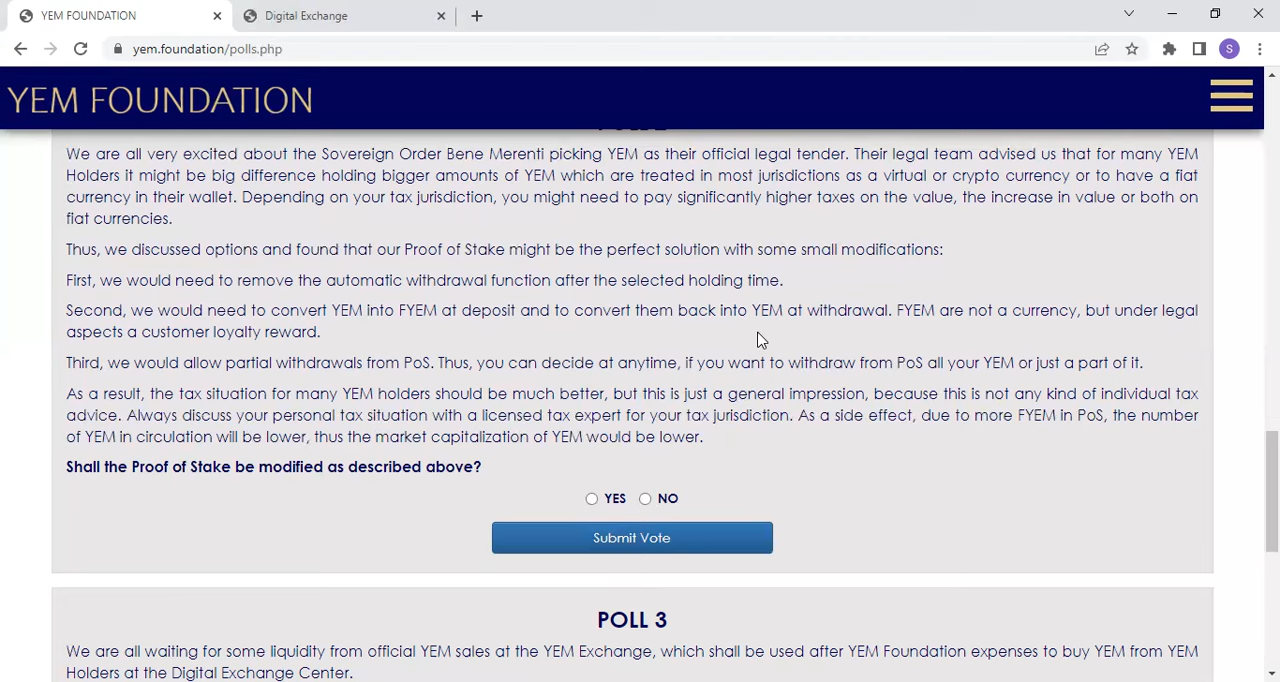 YEM FOUNDATION
Digital Exchange
yem.foundation/polls.php
S
YEM FOUNDATION
We are all very excited about the Sovereign Order Bene Merenti picking YEM as their official legal tender. Their legal team advised us that for many YEM
Holders it might be big difference holding bigger amounts of YEM which are treated in most jurisdictions as a virtual or crypto currency or to have a fiat
currency in their wallet. Depending on your tax jurisdiction, you might need to pay significantly higher taxes on the value, the increase in value or both on
fiat currencies.
Thus, we discussed options and found that our Proof of Stake might be the perfect solution with some small modifications:
First, we would need to remove the automatic withdrawal function after the selected holding time.
Second, we would need to convert YEM into FYEM at deposit and to convert them back into YEM at withdrawal. FYEM are not a currency, but under legal
aspects a customer loyalty reward.
Third, we would allow partial withdrawals from PoS. Thus, you can decide at anytime, if you want to withdraw from PoS all your YEM or just a part of it.
As a result, the tax situation for many YEM holders should be much better, but this is just a general impression, because this is not any kind of individual tax
advice. Always discuss your personal tax situation with a licensed tax expert for your tax jurisdiction. As a side effect, due to more FYEM in PoS, the number
of YEM in circulation will be lower, thus the market capitalization of YEM would be lower.
Shall the Proof of Stake be modified as described above?
YES NO
Submit Vote
POLL 3
We are all waiting for some liquidity from official YEM sales at the YEM Exchange, which shall be used after YEM Foundation expenses to buy YEM from YEM
Holders at the Digital Exchange Center.